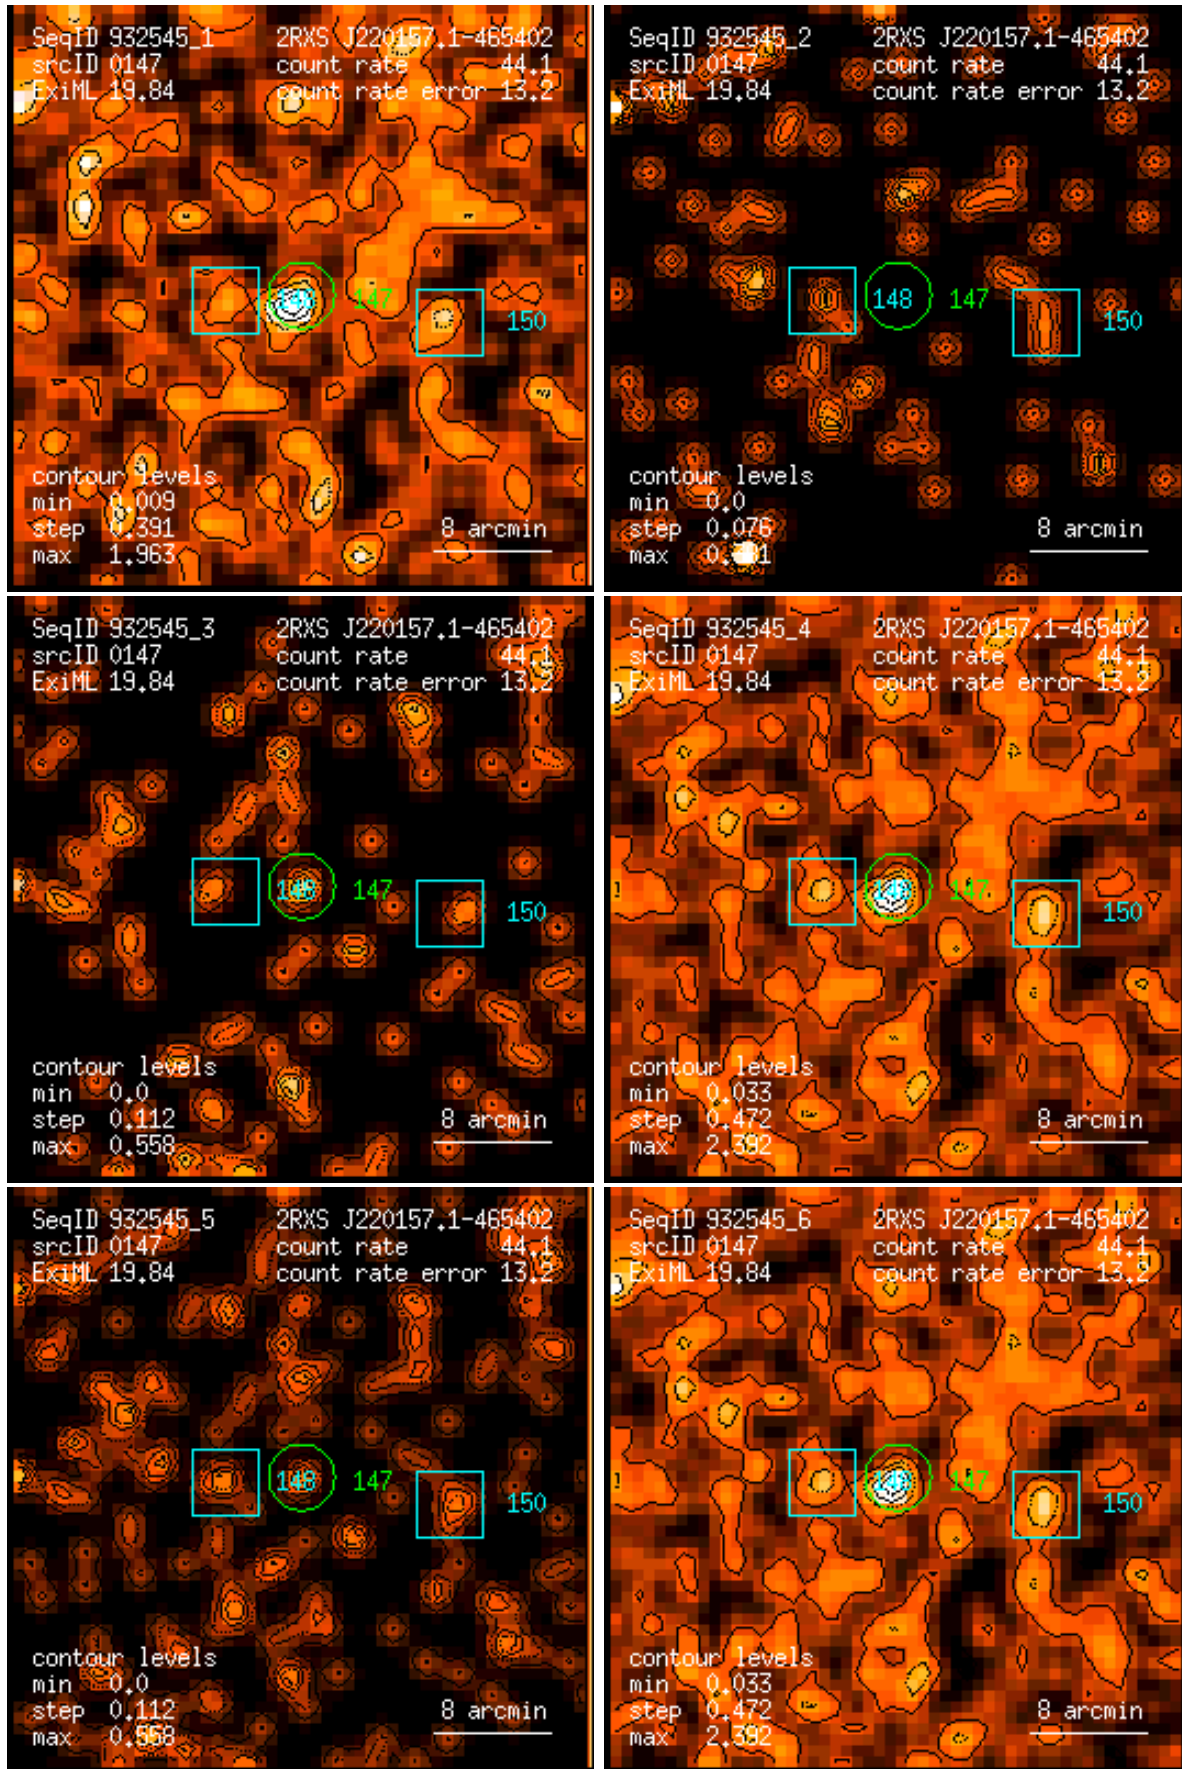 SeqID 932545_1 2RXS J220157.1-465402
srcID 0147 count rate 44.1
ExiML 19.84 count rate error 13.2
148 147
150
contour levels
min 0.009
step 0.391 8 arcmin
max 1.963
SeqID 932545_2 2RXS J220157.1-465402
srcID 0147 count rate 44.1
ExiML 19.84 count rate error 13.2
148 147
150
contour levels
min 0.0
step 0.076 8 arcmin
max
SeqID 932545_3 2RXS J220157.1-465402
srcID 0147 count rate 44.1
ExiML 19.84 count rate error 13.2
148 147
150
contour levels
min 0.0
step 0.112 8 arcmin
max 0.558
SeqID 932545_4 2RXS J220157.1-465402
srcID 0147 count rate 44.1
ExiML 19.84 count rate error 13.2
148 147
150
contour levels
min 0.033
step 0.472 8 arcmin
max 2.392
SeqID 932545_5 2RXS J220157.1-465402
srcID 0147 count rate 44.1
ExiML 19.84 count rate error 13.2
148 147
150
contour levels
min 0.0
step 0.112 8 arcmin
max 0.558
SeqID 932545_6 2RXS J220157.1-465402
srcID 0147 count rate 44.1
ExiML 19.84 count rate error 13.2
148 147
150
contour levels
min 0.033
step 0.472 8 arcmin
max 2.392